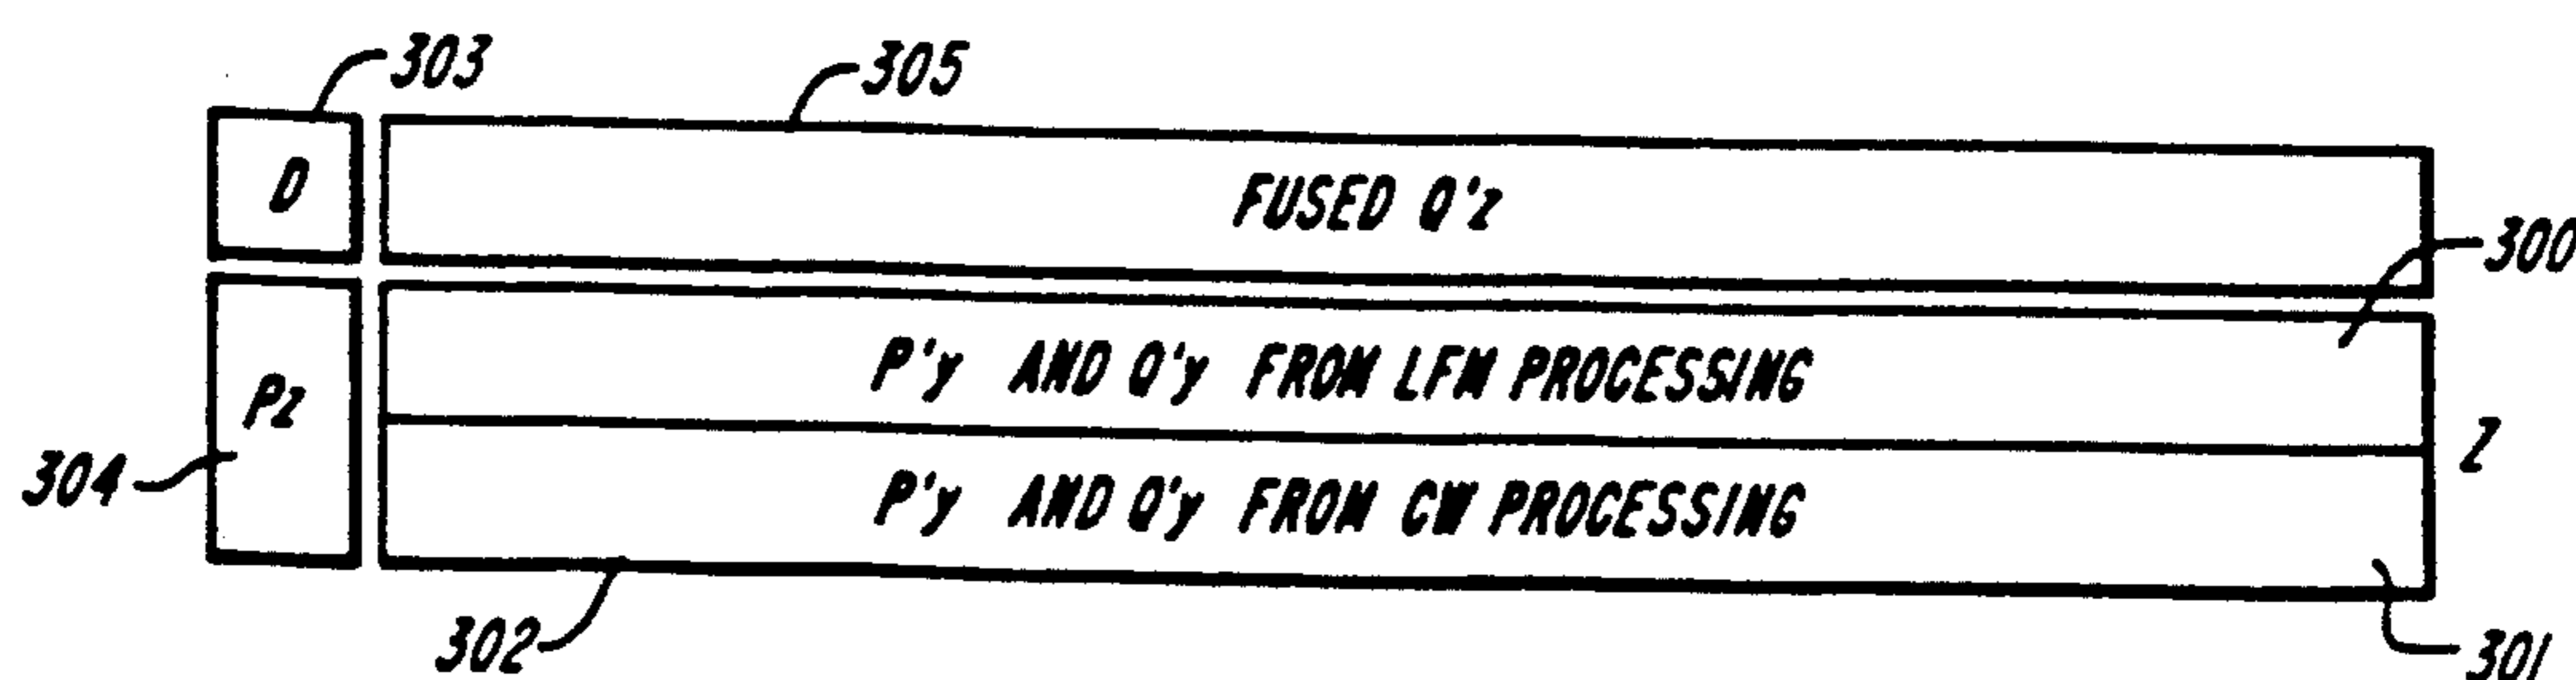 303
305
D
FUSED Q'z
300
Pz
P'y AND Q'y FROM LFM PROCESSING
Z
304
P'y AND Q'y FROM CW PROCESSING
302
301